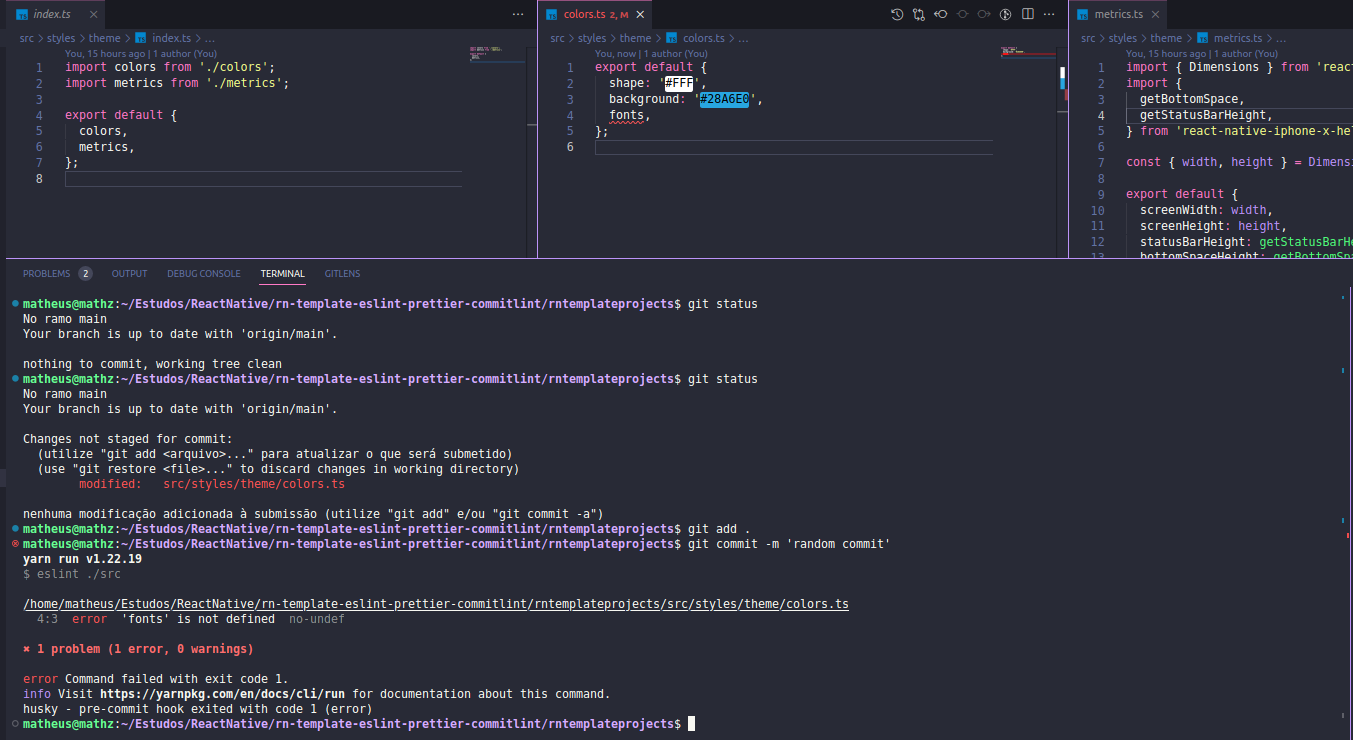 index.ts
colors.ts 2, M
metrics.ts
src > styles > theme > index.ts > ...
You, 15 hours ago | 1 author (You)
1 import colors from './colors';
2 import metrics from './metrics';
3
4 export default {
5 colors,
6 metrics,
7 };
8
src > styles > theme > colors.ts > ...
You, now | 1 author (You)
1 export default {
2 shape: '#FFF',
3 background: '#28A6E0',
4 fonts,
5 };
6
src > styles > theme > metrics.ts > ...
You, 15 hours ago | 1 author (You)
1 import { Dimensions } from 'reac
2 import {
3 getBottomSpace,
4 getStatusBarHeight,
5 } from 'react-native-iphone-x-he
6
7 const { width, height } = Dimens
8
9 export default {
10 screenWidth: width,
11 screenHeight: height,
12 statusBarHeight: getStatusBarH
13 bottomSpaceHeight: getBottomSp
PROBLEMS 2 OUTPUT DEBUG CONSOLE TERMINAL GITLENS
matheus@mathz:~/Estudos/ReactNative/rn-template-eslint-prettier-commitlint/rntemplateprojects$ git status
No ramo main
Your branch is up to date with 'origin/main'.
nothing to commit, working tree clean
matheus@mathz:~/Estudos/ReactNative/rn-template-eslint-prettier-commitlint/rntemplateprojects$ git status
No ramo main
Your branch is up to date with 'origin/main'.
Changes not staged for commit:
(utilize "git add <arquivo>..." para atualizar o que será submetido)
(use "git restore <file>..." to discard changes in working directory)
modified: src/styles/theme/colors.ts
nenhuma modificação adicionada à submissão (utilize "git add" e/ou "git commit -a")
matheus@mathz:~/Estudos/ReactNative/rn-template-eslint-prettier-commitlint/rntemplateprojects$ git add .
matheus@mathz:~/Estudos/ReactNative/rn-template-eslint-prettier-commitlint/rntemplateprojects$ git commit -m 'random commit'
yarn run v1.22.19
$ eslint ./src
/home/matheus/Estudos/ReactNative/rn-template-eslint-prettier-commitlint/rntemplateprojects/src/styles/theme/colors.ts
4:3 error 'fonts' is not defined no-undef
✖ 1 problem (1 error, 0 warnings)
error Command failed with exit code 1.
info Visit https://yarnpkg.com/en/docs/cli/run for documentation about this command.
husky - pre-commit hook exited with code 1 (error)
matheus@mathz:~/Estudos/ReactNative/rn-template-eslint-prettier-commitlint/rntemplateprojects$